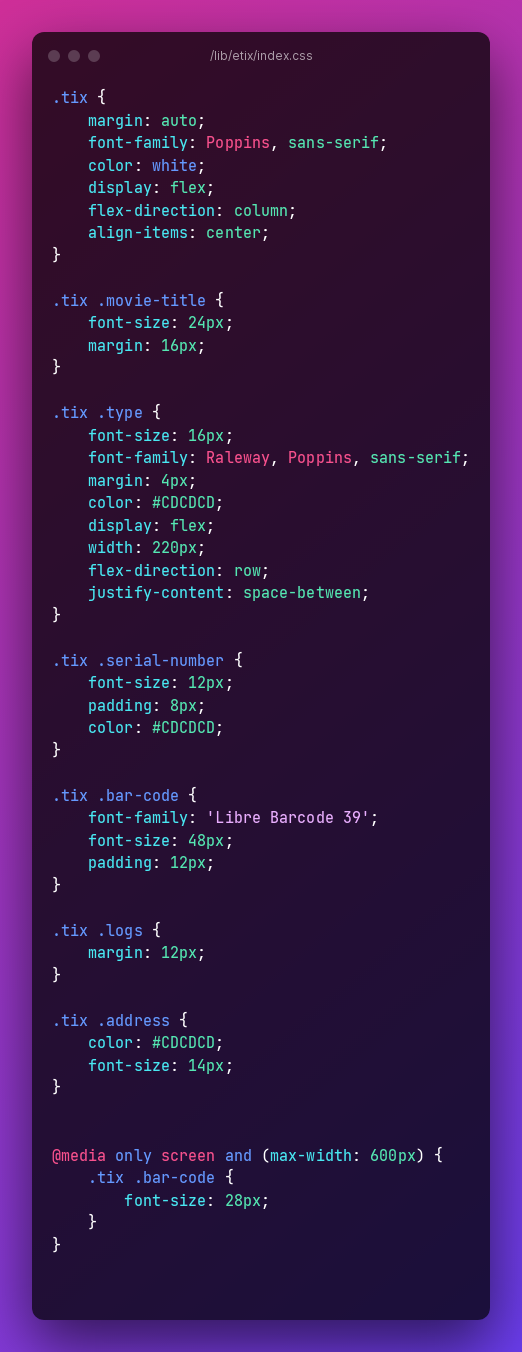 /lib/etix/index.css
.tix {
    margin: auto;
    font-family: Poppins, sans-serif;
    color: white;
    display: flex;
    flex-direction: column;
    align-items: center;
}

.tix .movie-title {
    font-size: 24px;
    margin: 16px;
}

.tix .type {
    font-size: 16px;
    font-family: Raleway, Poppins, sans-serif;
    margin: 4px;
    color: #CDCDCD;
    display: flex;
    width: 220px;
    flex-direction: row;
    justify-content: space-between;
}

.tix .serial-number {
    font-size: 12px;
    padding: 8px;
    color: #CDCDCD;
}

.tix .bar-code {
    font-family: 'Libre Barcode 39';
    font-size: 48px;
    padding: 12px;
}

.tix .logs {
    margin: 12px;
}

.tix .address {
    color: #CDCDCD;
    font-size: 14px;
}


@media only screen and (max-width: 600px) {
    .tix .bar-code {
        font-size: 28px;
    }
}